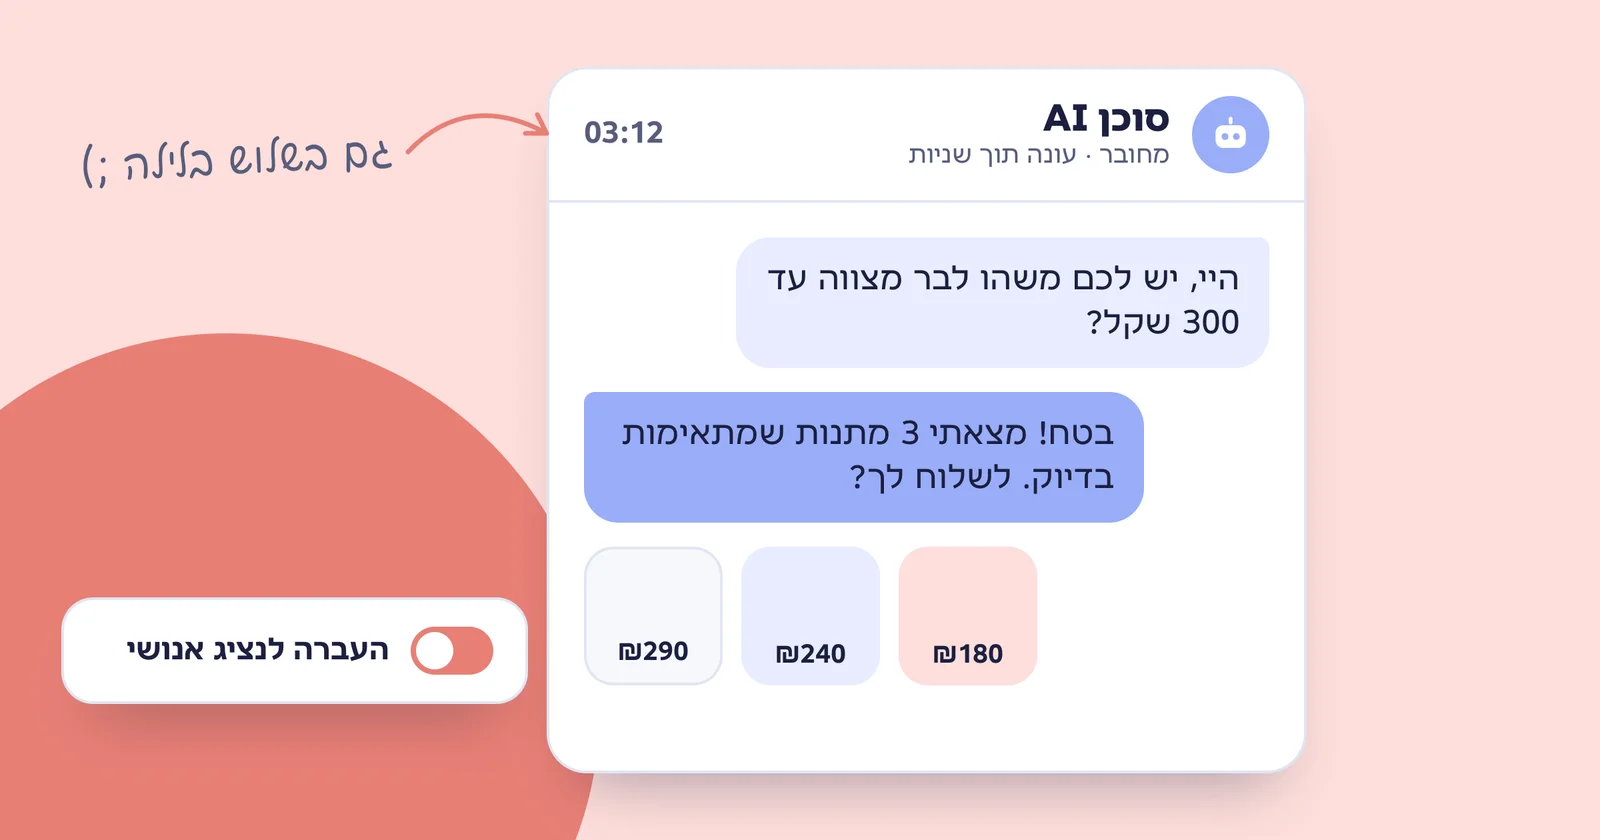 סוכן AI
מחובר · עונה תוך שניות
03:12
גם בשלוש בלילה ;)
היי, יש לכם משהו לבר מצווה עד
300 שקל?
בטח! מצאתי 3 מתנות שמתאימות
בדיוק. לשלוח לך?
₪180
₪240
₪290
העברה לנציג אנושי